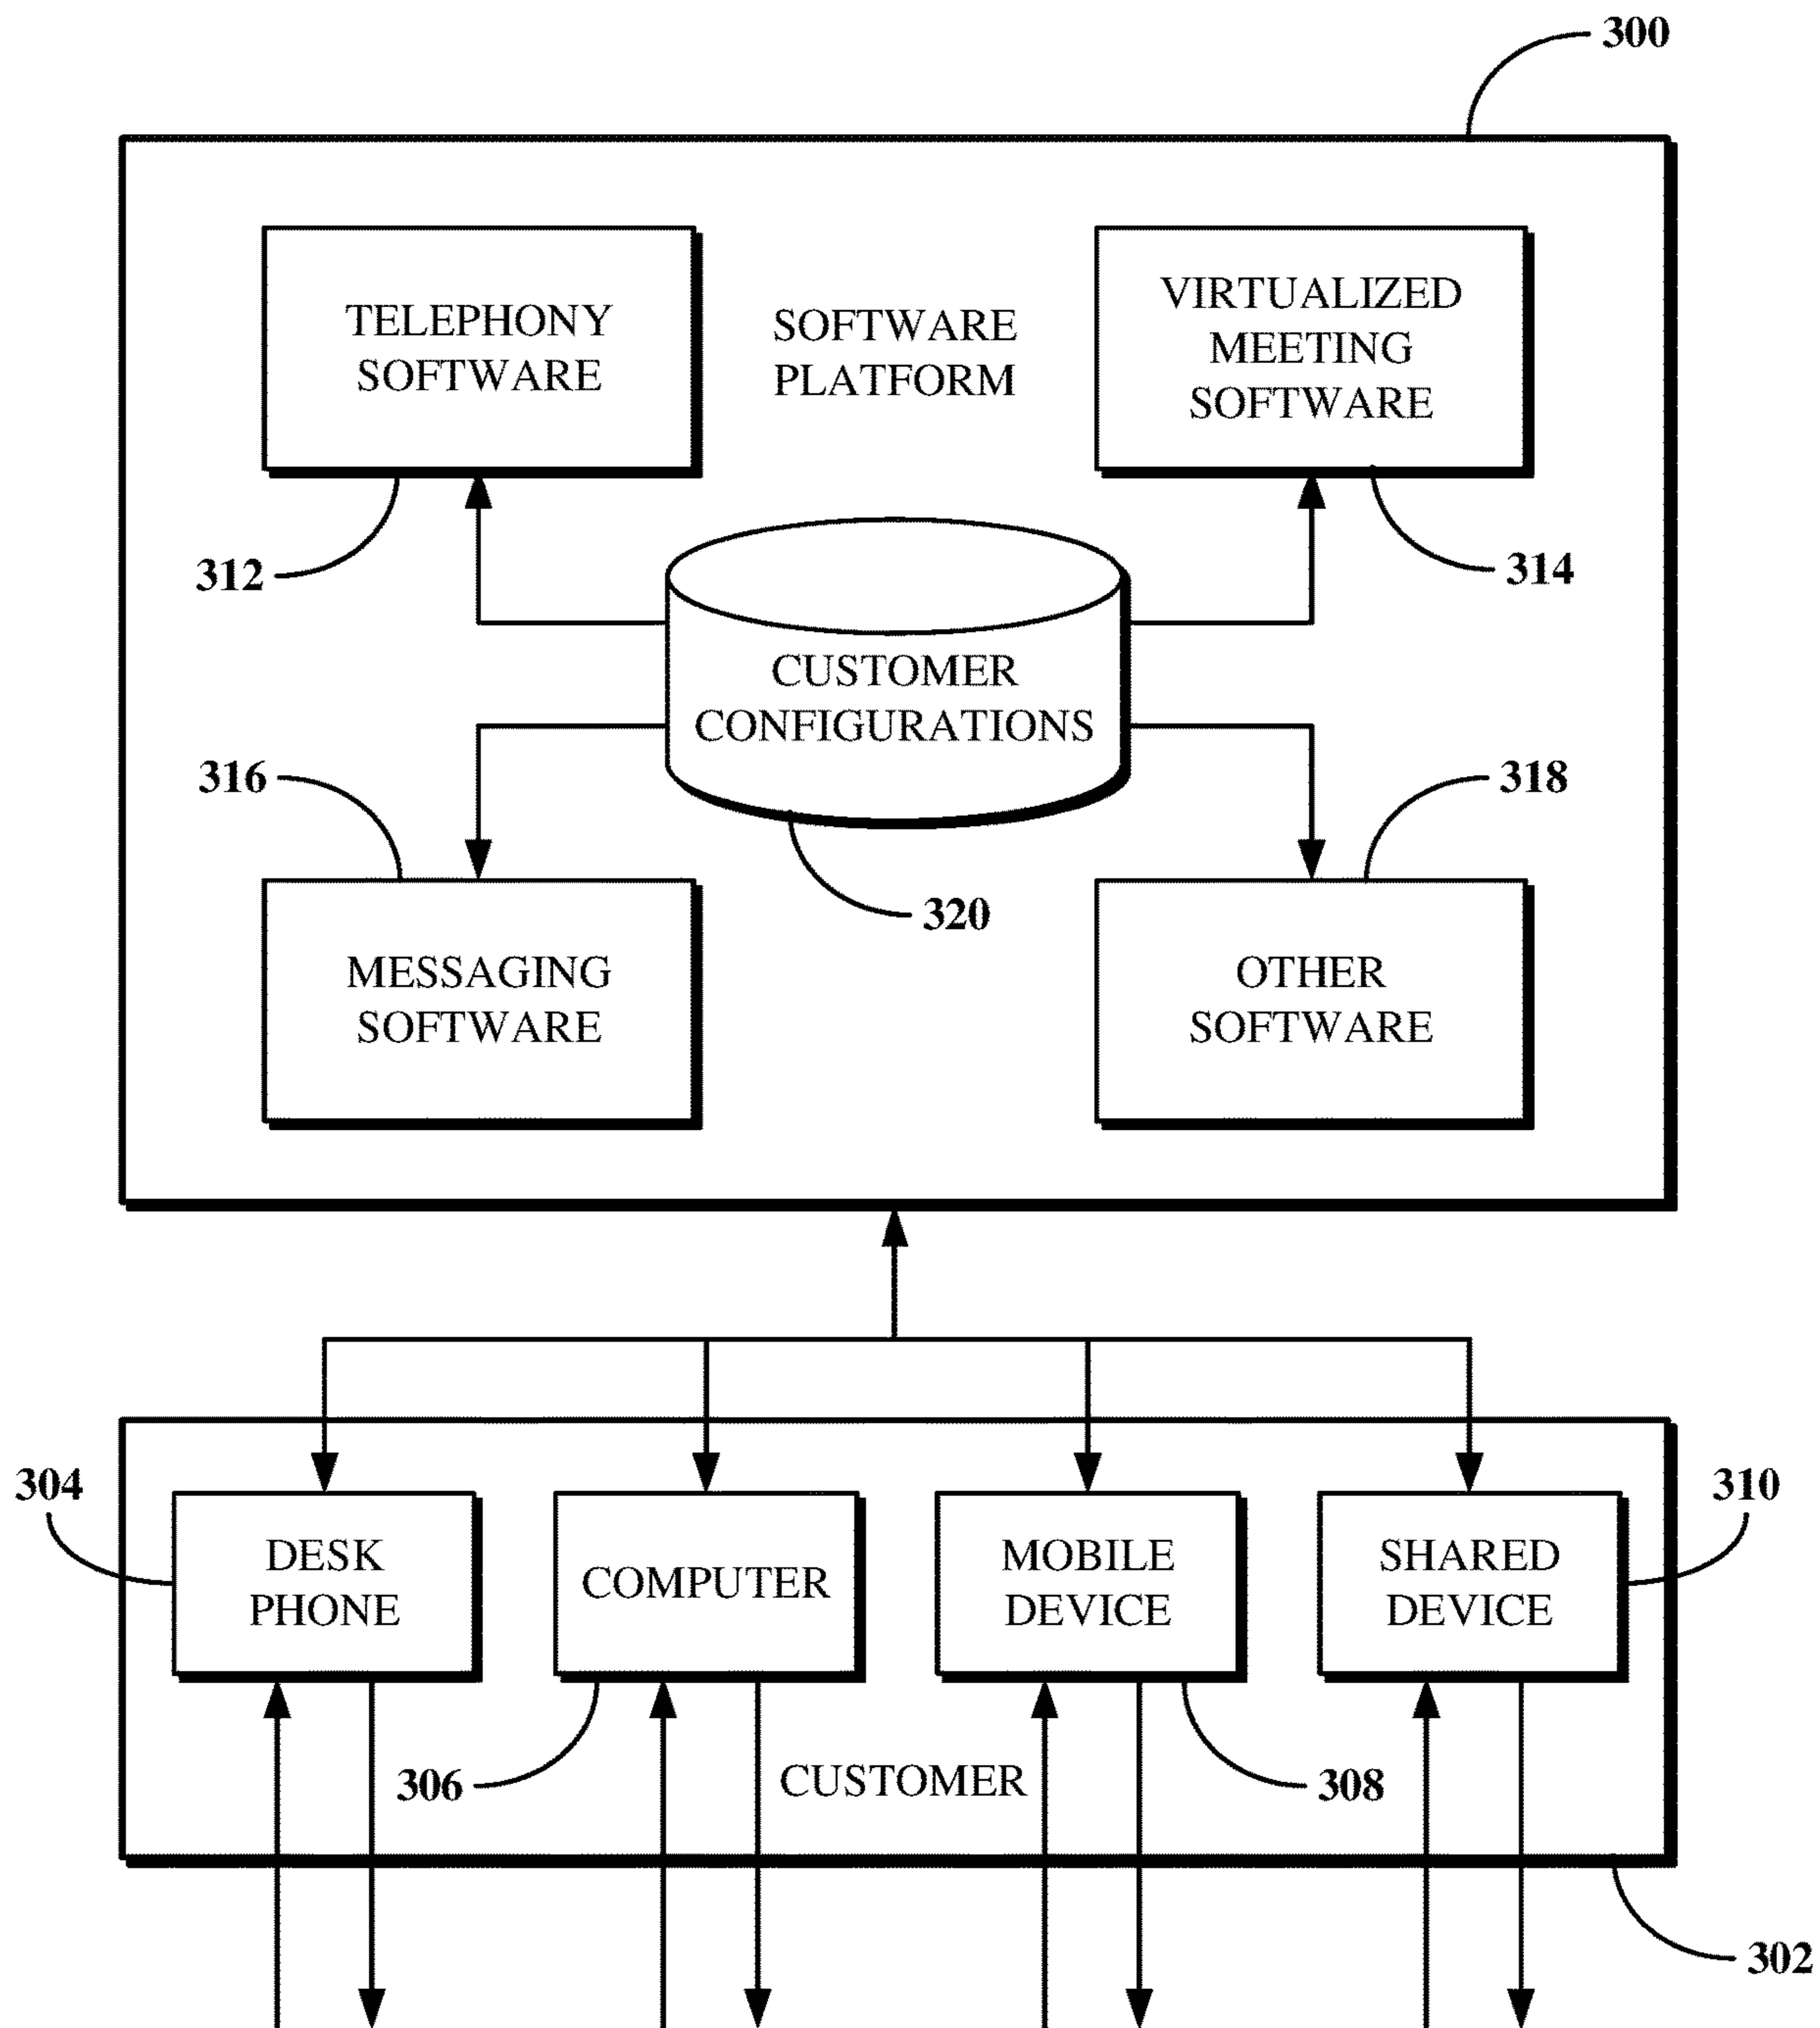 300
TELEPHONY
SOFTWARE
SOFTWARE
PLATFORM
VIRTUALIZED
MEETING
SOFTWARE
312
314
CUSTOMER
CONFIGURATIONS
316
318
320
MESSAGING
SOFTWARE
OTHER
SOFTWARE
304
310
DESK
PHONE
COMPUTER
MOBILE
DEVICE
SHARED
DEVICE
306
CUSTOMER
308
302